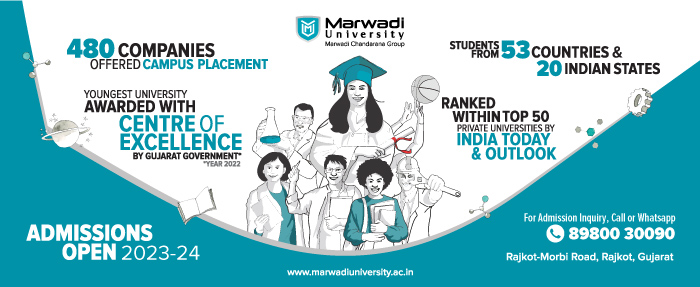 Marwadi
University
Marwadi Chandarana Group
480 COMPANIES
OFFERED CAMPUS PLACEMENT
YOUNGEST UNIVERSITY
AWARDED WITH
CENTRE OF
EXCELLENCE
BY GUJARAT GOVERNMENT*
*YEAR 2022
STUDENTS
FROM 53 COUNTRIES &
20 INDIAN STATES
RANKED
WITHIN TOP 50
PRIVATE UNIVERSITIES BY
INDIA TODAY
& OUTLOOK
ADMISSIONS
OPEN 2023-24
For Admission Inquiry, Call or Whatsapp
89800 30090
Rajkot-Morbi Road, Rajkot, Gujarat
www.marwadiuniversity.ac.in